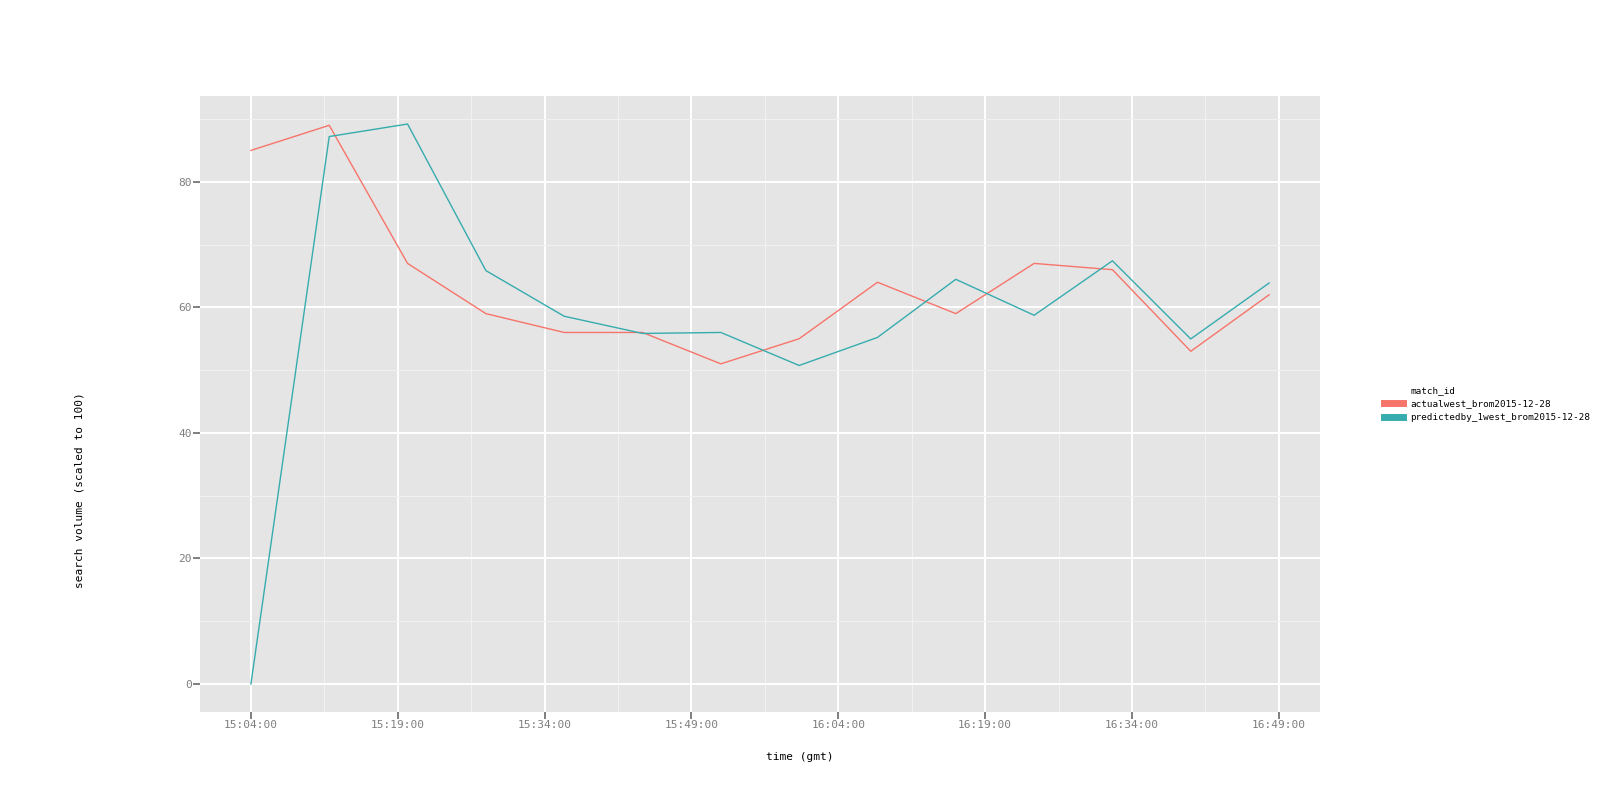 80
60
40
20
0
search volume (scaled to 100)
15:04:00 15:19:00 15:34:00 15:49:00 16:04:00 16:19:00 16:34:00 16:49:00
time (gmt)
match_id
actualwest_brom2015-12-28
predictedby_1west_brom2015-12-28